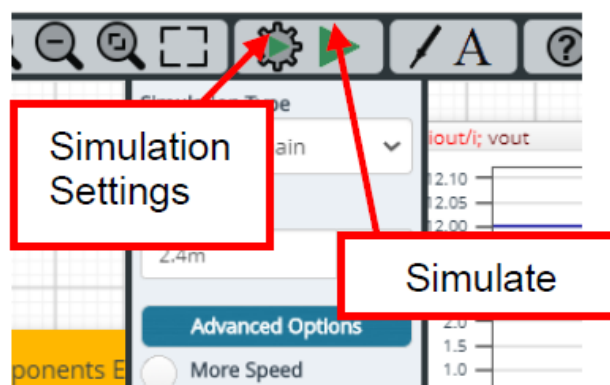 A
?
Type
Simulation
Settings
ain
iout/i; vout
12.10
12.05
12.00
2.4m
Simulate
Advanced Options
2.0
1.5
1.0
ponents E
More Speed